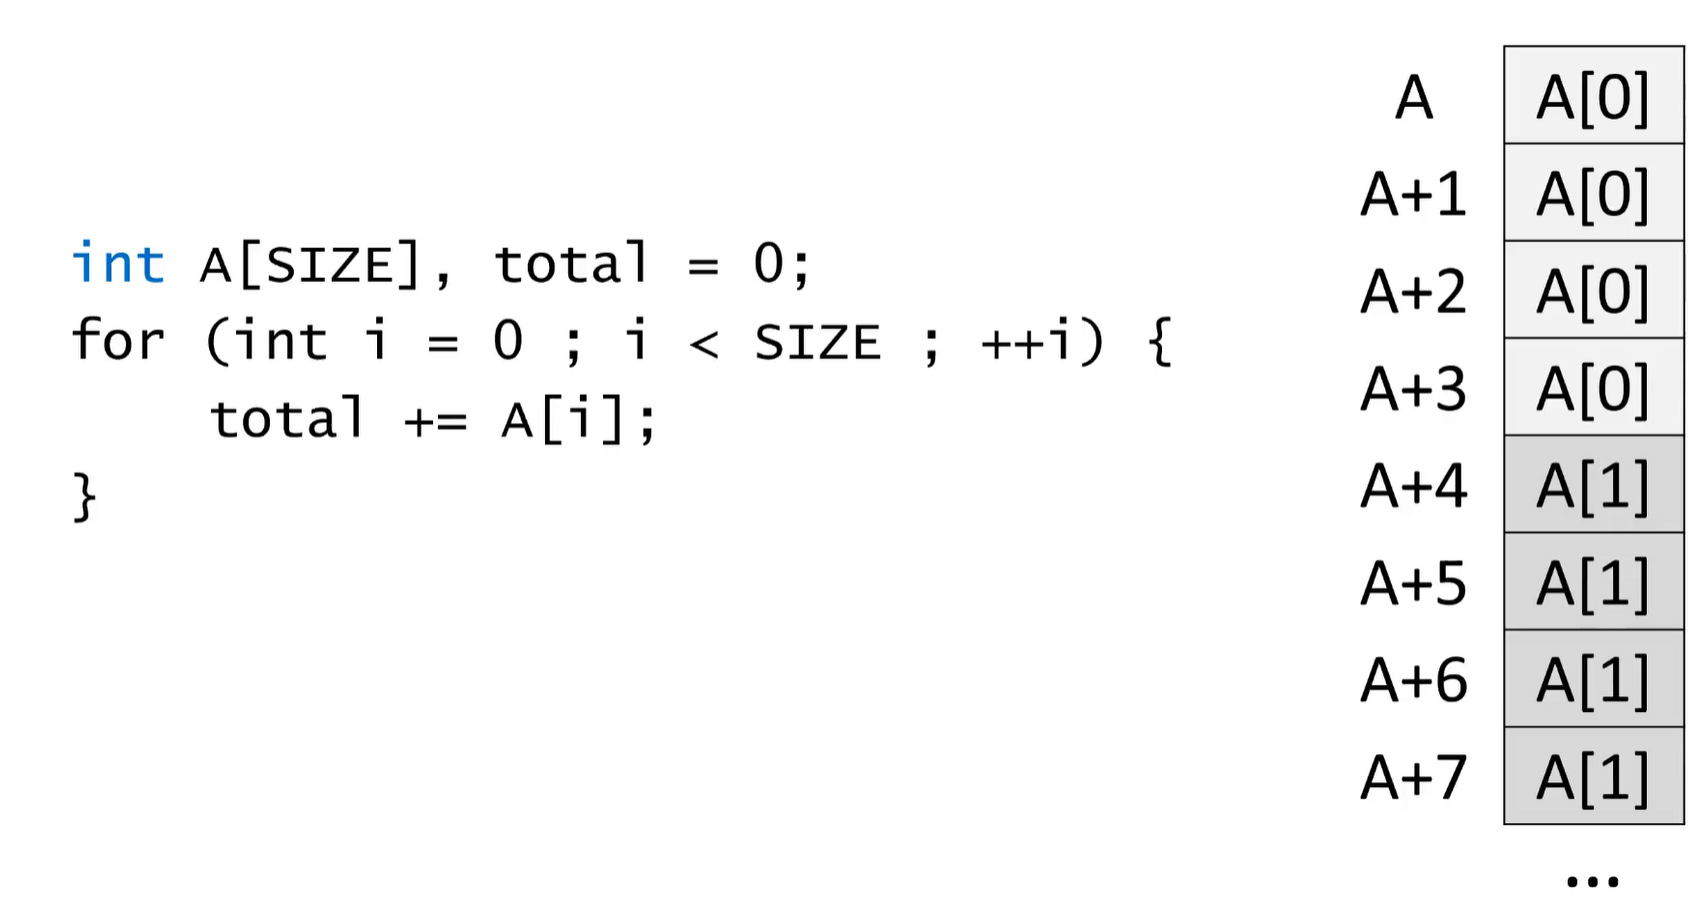 int A[SIZE], total = 0;
for (int i = 0 ; i < SIZE ; ++i) {
    total += A[i];
}
A A[0]
A+1 A[0]
A+2 A[0]
A+3 A[0]
A+4 A[1]
A+5 A[1]
A+6 A[1]
A+7 A[1]
...